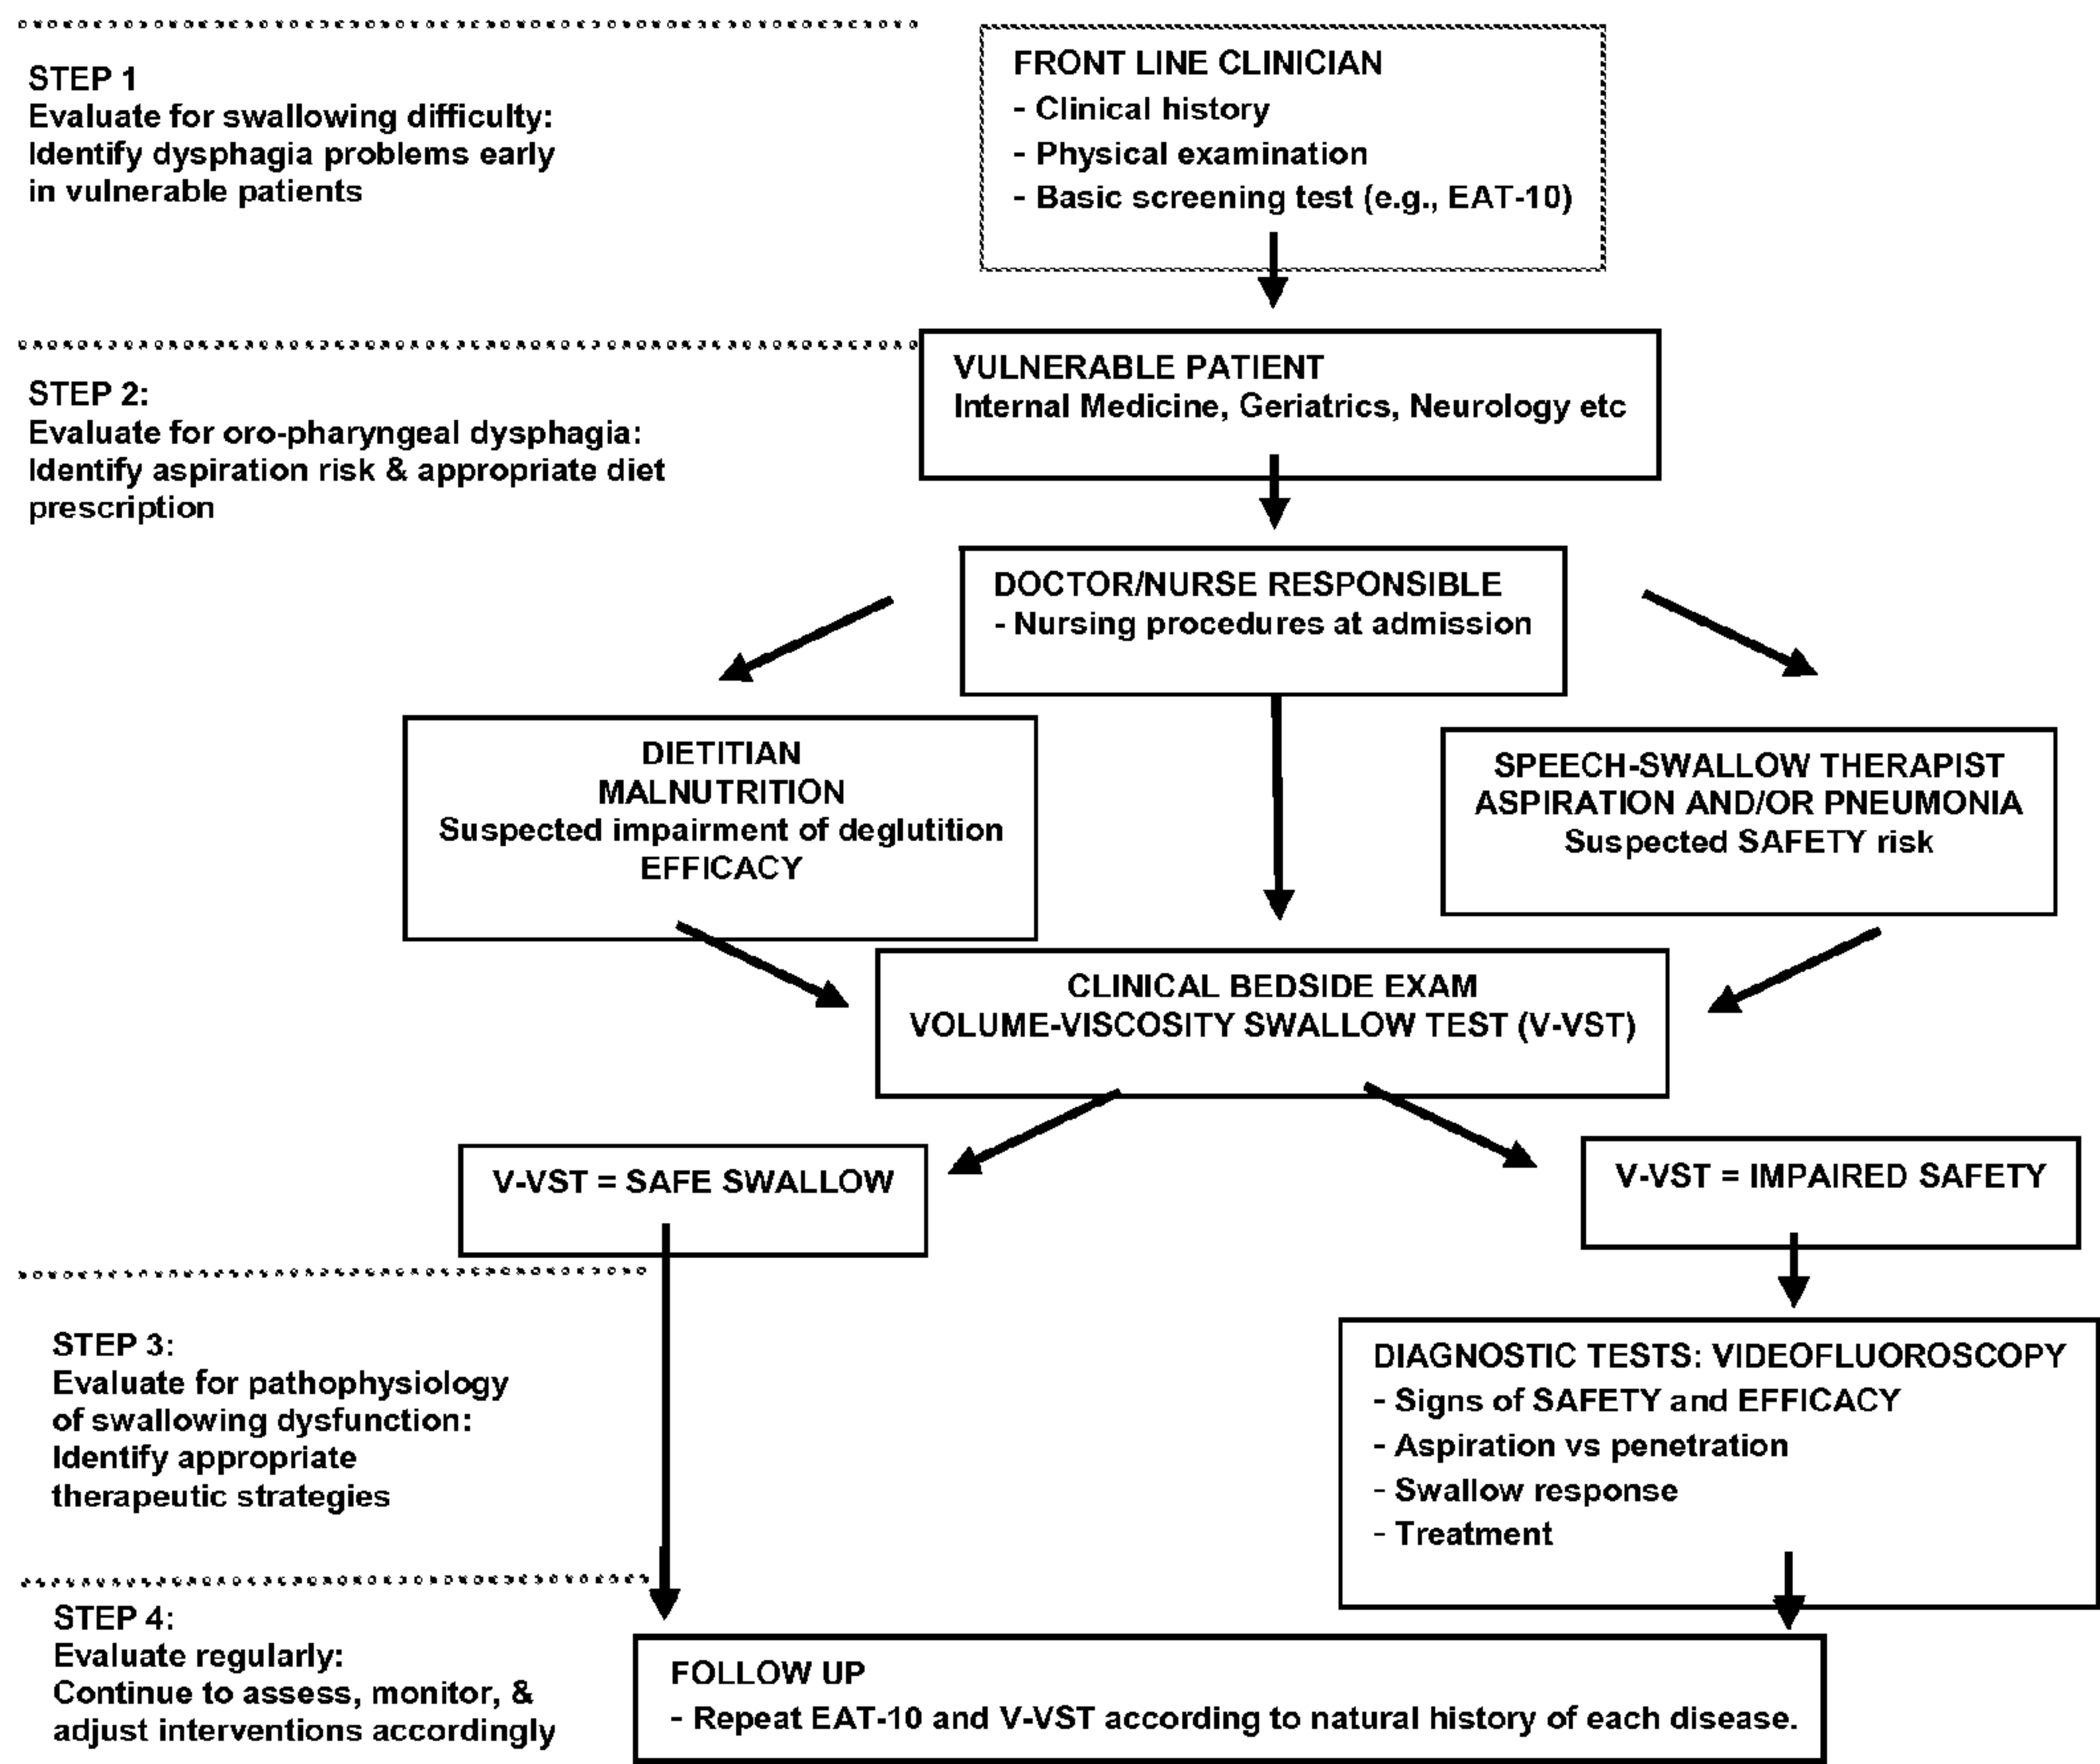 STEP 1
Evaluate for swallowing difficulty:
Identify dysphagia problems early
in vulnerable patients
FRONT LINE CLINICIAN
- Clinical history
- Physical examination
- Basic screening test (e.g., EAT-10)
STEP 2:
Evaluate for oro-pharyngeal dysphagia:
Identify aspiration risk & appropriate diet
prescription
VULNERABLE PATIENT
Internal Medicine, Geriatrics, Neurology etc
DOCTOR/NURSE RESPONSIBLE
- Nursing procedures at admission
DIETITIAN
MALNUTRITION
Suspected impairment of deglutition
EFFICACY
SPEECH-SWALLOW THERAPIST
ASPIRATION AND/OR PNEUMONIA
Suspected SAFETY risk
CLINICAL BEDSIDE EXAM
VOLUME-VISCOSITY SWALLOW TEST (V-VST)
V-VST = SAFE SWALLOW
V-VST = IMPAIRED SAFETY
STEP 3:
Evaluate for pathophysiology
of swallowing dysfunction:
Identify appropriate
therapeutic strategies
DIAGNOSTIC TESTS: VIDEOFLUOROSCOPY
- Signs of SAFETY and EFFICACY
- Aspiration vs penetration
- Swallow response
- Treatment
STEP 4:
Evaluate regularly:
Continue to assess, monitor, &
adjust interventions accordingly
FOLLOW UP
- Repeat EAT-10 and V-VST according to natural history of each disease.